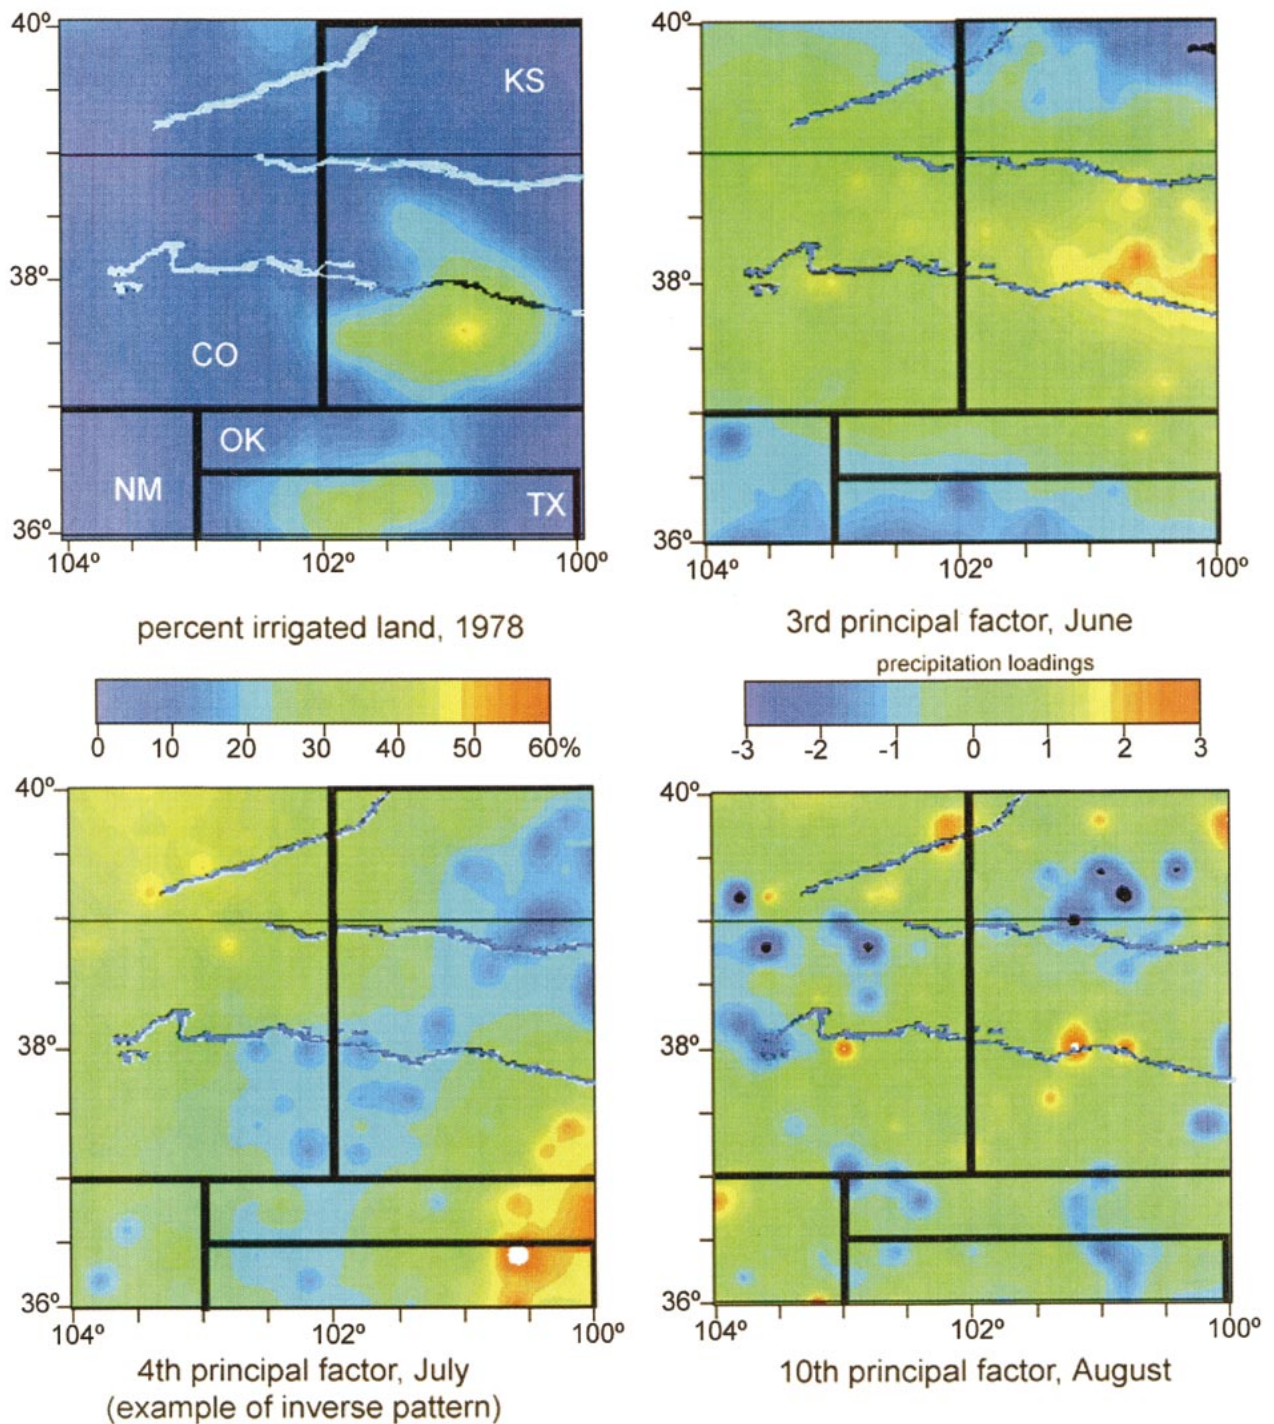 40º
38º
36º
KS
CO
OK
NM
TX
104º 102º 100º
percent irrigated land, 1978
0 10 20 30 40 50 60%
40º
38º
36º
104º 102º 100º
3rd principal factor, June
precipitation loadings
-3 -2 -1 0 1 2 3
40º
38º
36º
104º 102º 100º
4th principal factor, July
(example of inverse pattern)
40º
38º
36º
104º 102º 100º
10th principal factor, August